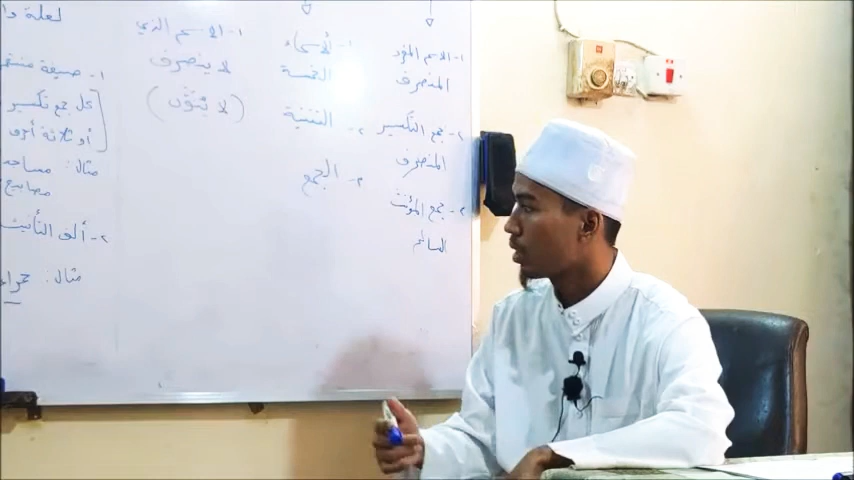 ١- الاسم المفرد
المنصرف
٢- جمع التكسير
المنصرف
٣- جمع المؤنث
السالم
١- الأسماء
الخمسة
٢- التثنية
٣- الجمع
١- الاسم الذي
لا ينصرف
(لا ينوّن)
لعلة
١- صيغة
كل جمع تكسير
أو ثلاثة أحرف
مثال: مساجد
مصابيح
٢- ألف التأنيث
مثال: حمراء